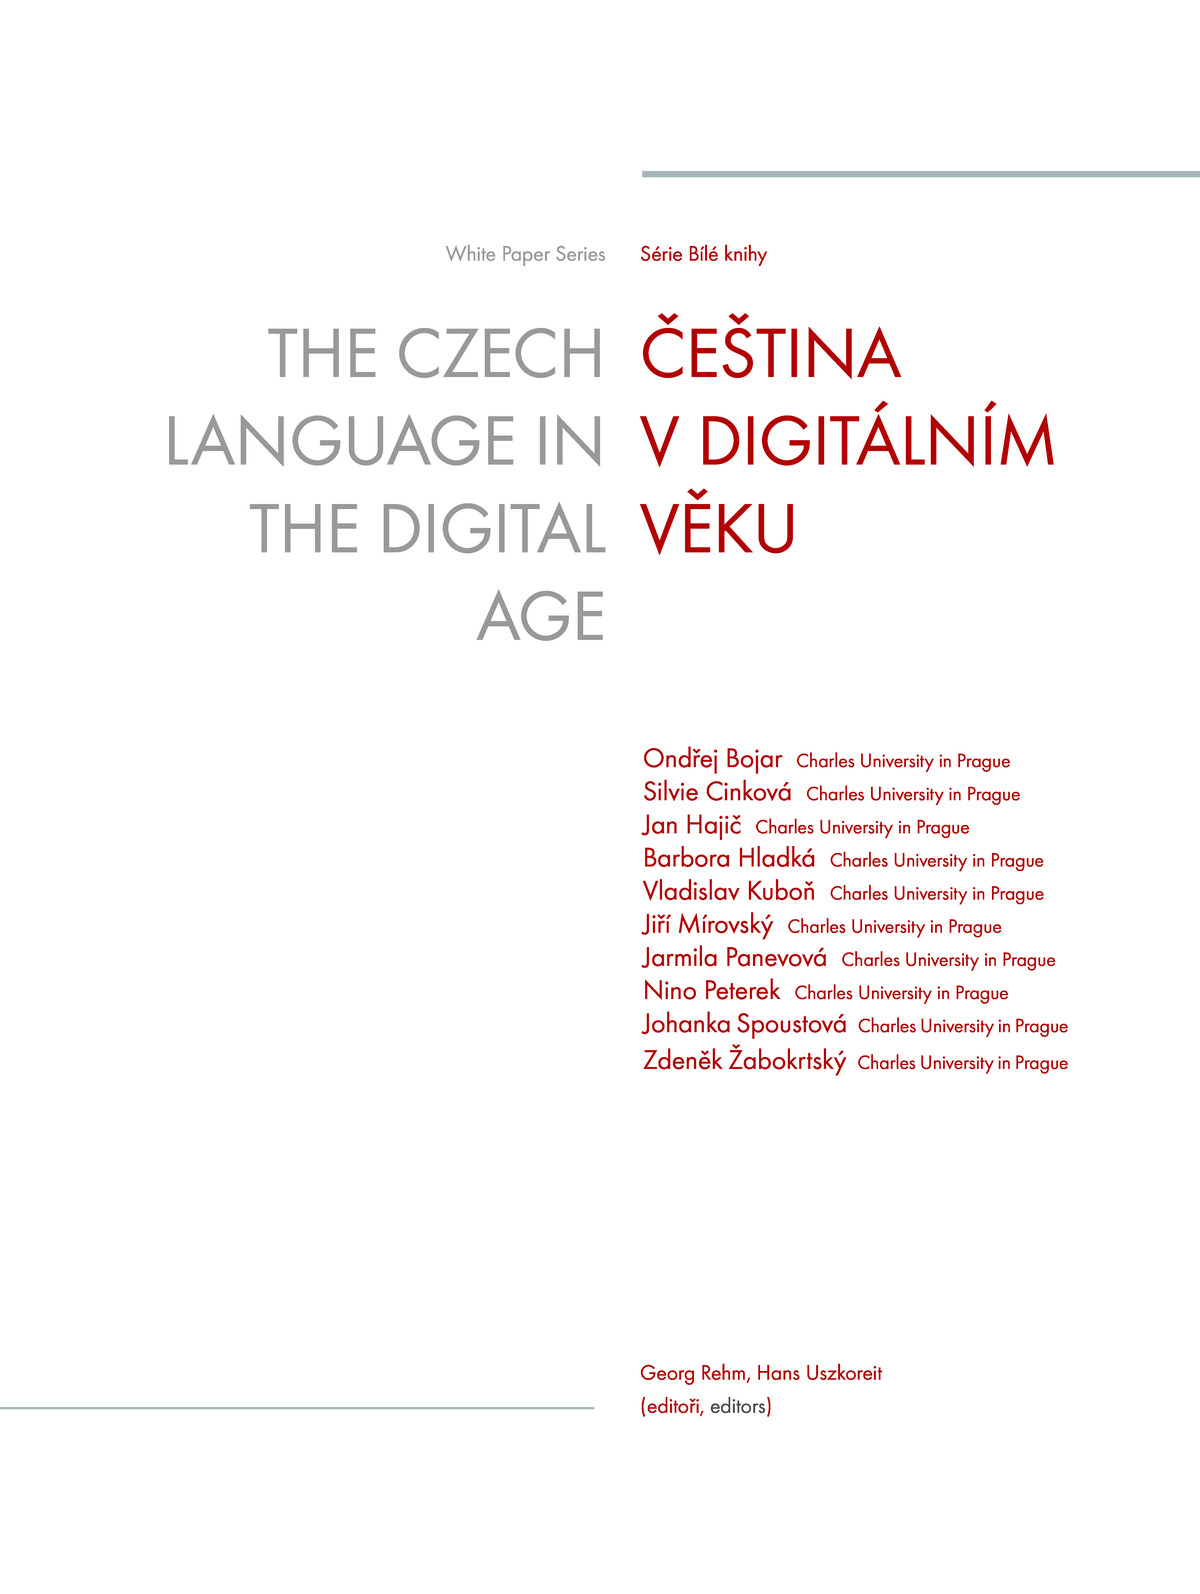 White Paper Series
THE CZECH
LANGUAGE IN
THE DIGITAL
AGE
Série Bílé knihy
ČEŠTINA
V DIGITÁLNÍM
VĚKU
Ondřej Bojar Charles University in Prague
Silvie Cinková Charles University in Prague
Jan Hajič Charles University in Prague
Barbora Hladká Charles University in Prague
Vladislav Kuboň Charles University in Prague
Jiří Mírovský Charles University in Prague
Jarmila Panevová Charles University in Prague
Nino Peterek Charles University in Prague
Johanka Spoustová Charles University in Prague
Zdeněk Žabokrtský Charles University in Prague
Georg Rehm, Hans Uszkoreit
(editoři, editors)